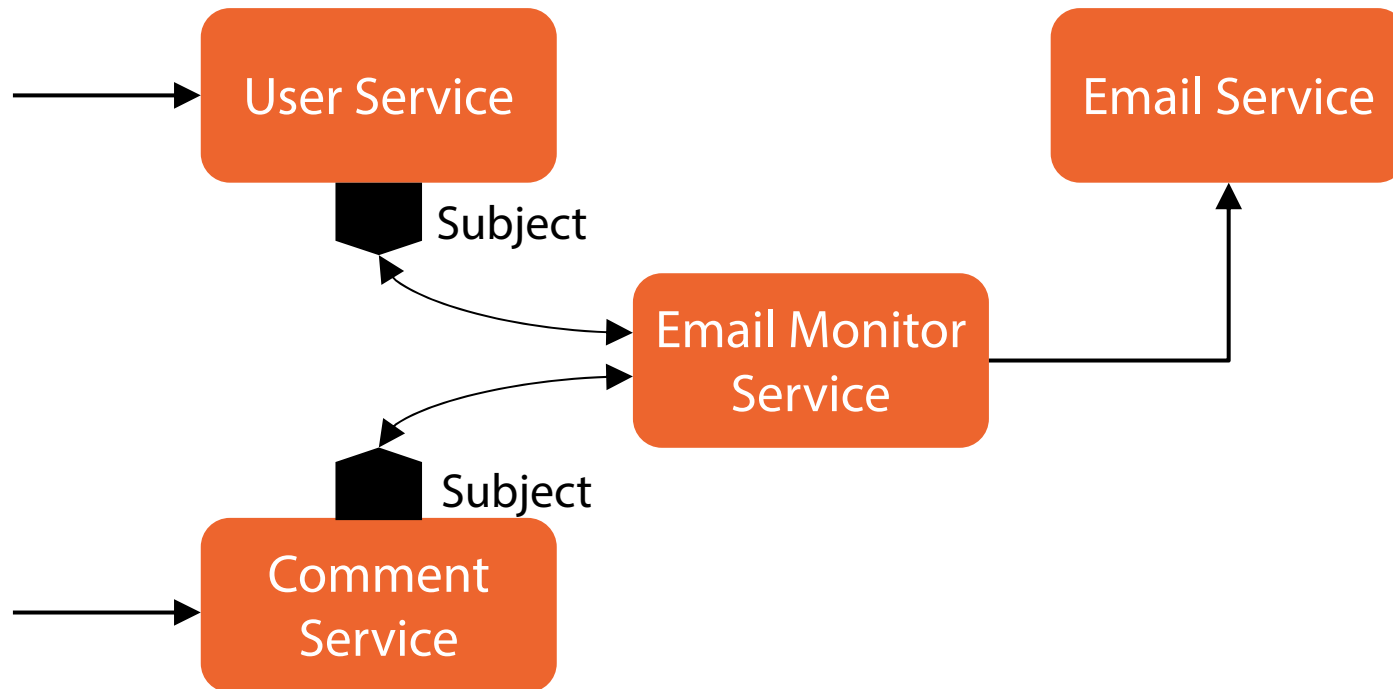 User Service
Email Service
Subject
Email Monitor
Service
Subject
Comment
Service